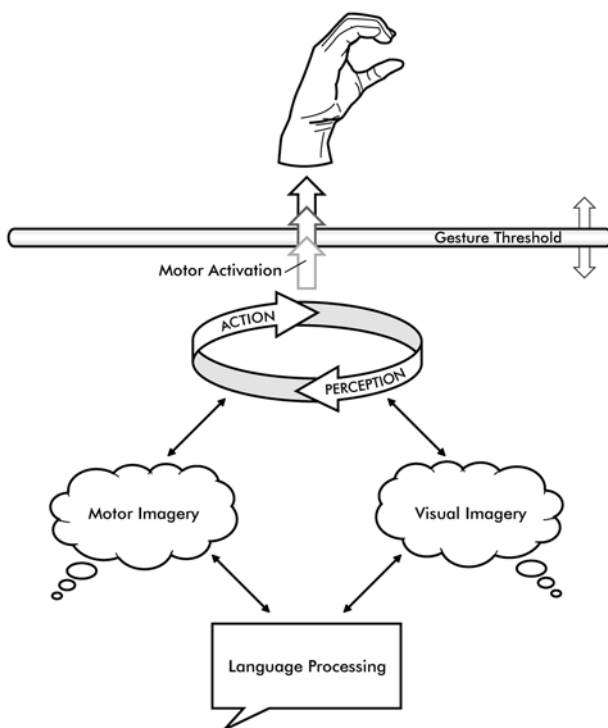 Gesture Threshold
Motor Activation
ACTION
PERCEPTION
Motor Imagery
Visual Imagery
Language Processing